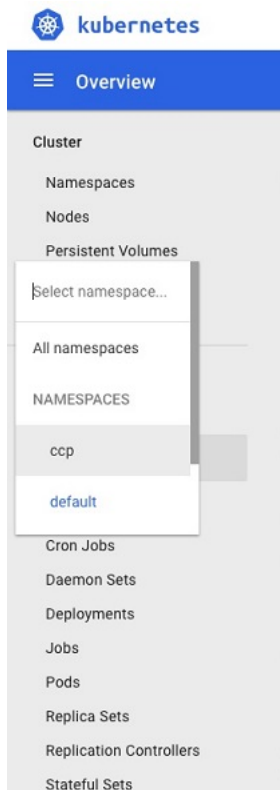 kubernetes
Overview
Cluster
Namespaces
Nodes
Persistent Volumes
Select namespace...
All namespaces
NAMESPACES
ccp
default
Cron Jobs
Daemon Sets
Deployments
Jobs
Pods
Replica Sets
Replication Controllers
Stateful Sets